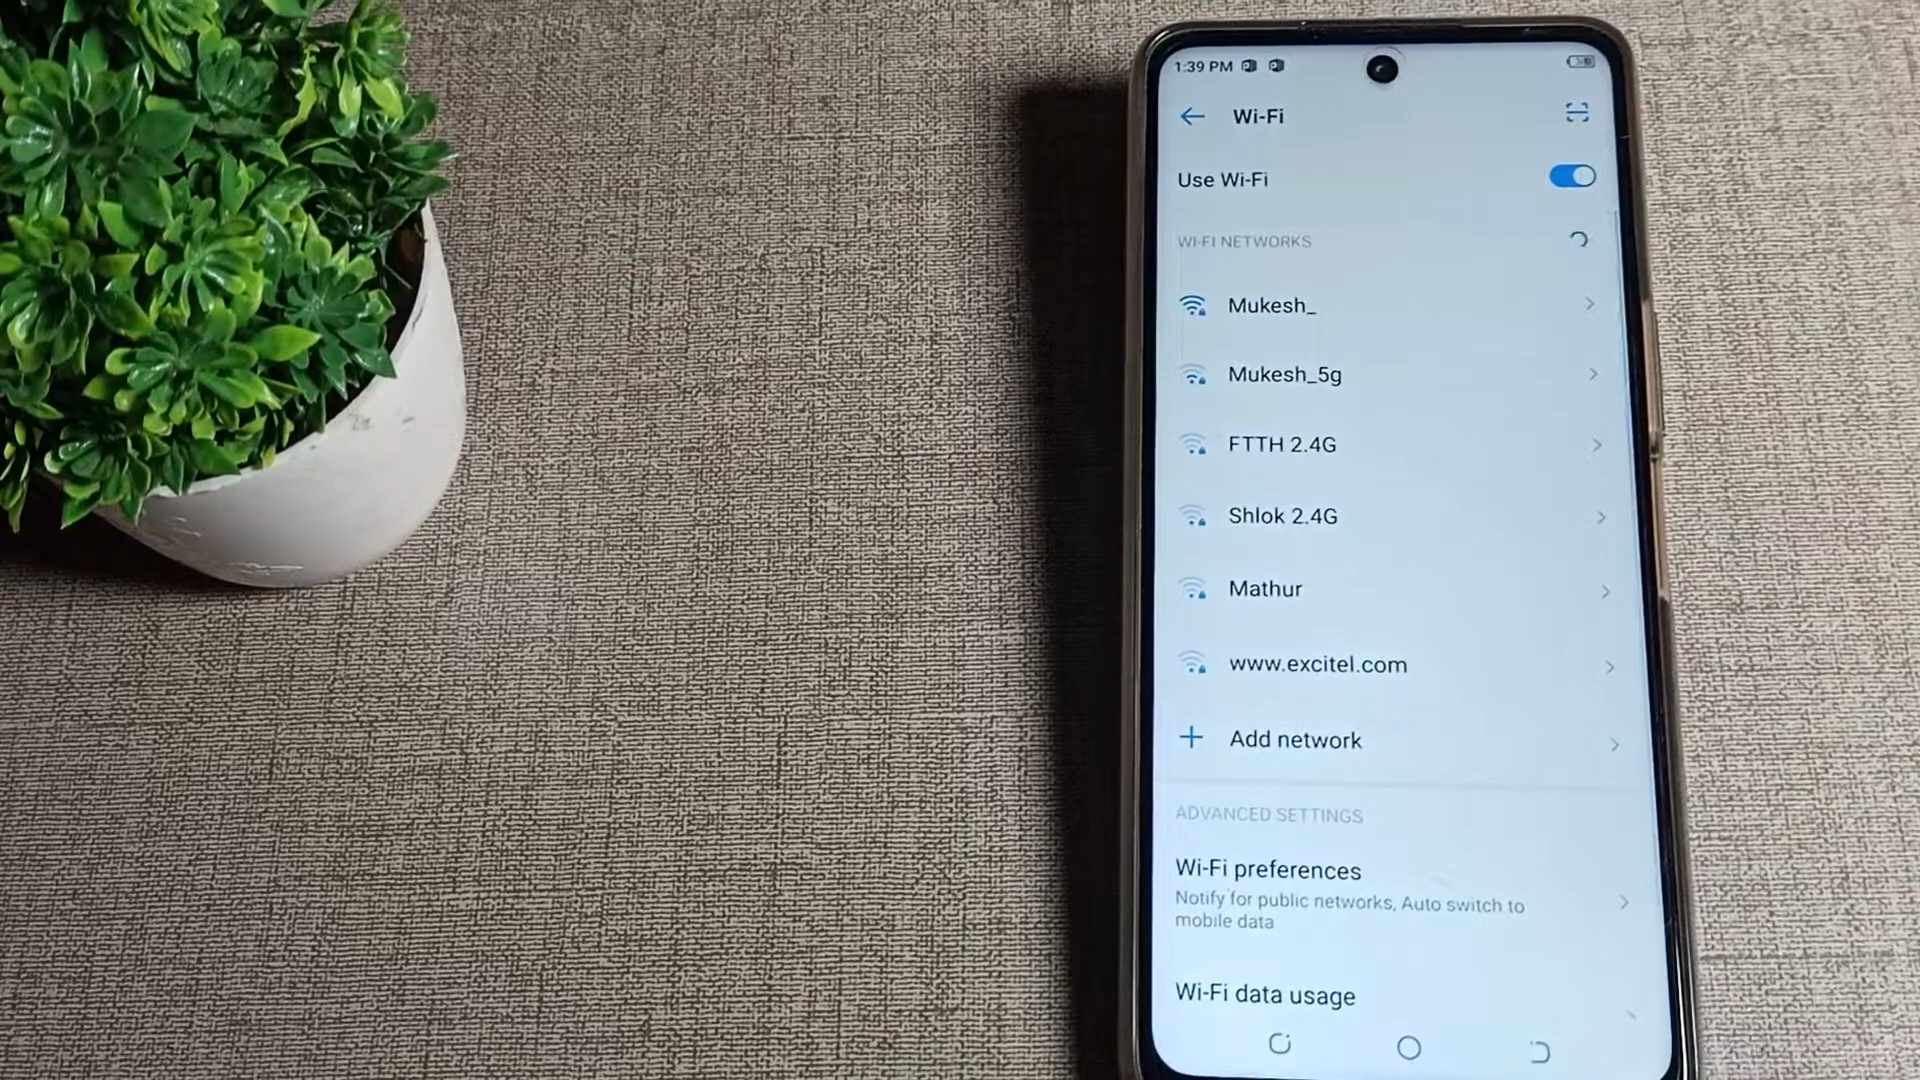 1:39 PM
Wi-Fi
Use Wi-Fi
WI-FI NETWORKS
Mukesh_
Mukesh_5g
FTTH 2.4G
Shlok 2.4G
Mathur
www.excitel.com
Add network
ADVANCED SETTINGS
Wi-Fi preferences
Notify for public networks, Auto switch to
mobile data
Wi-Fi data usage